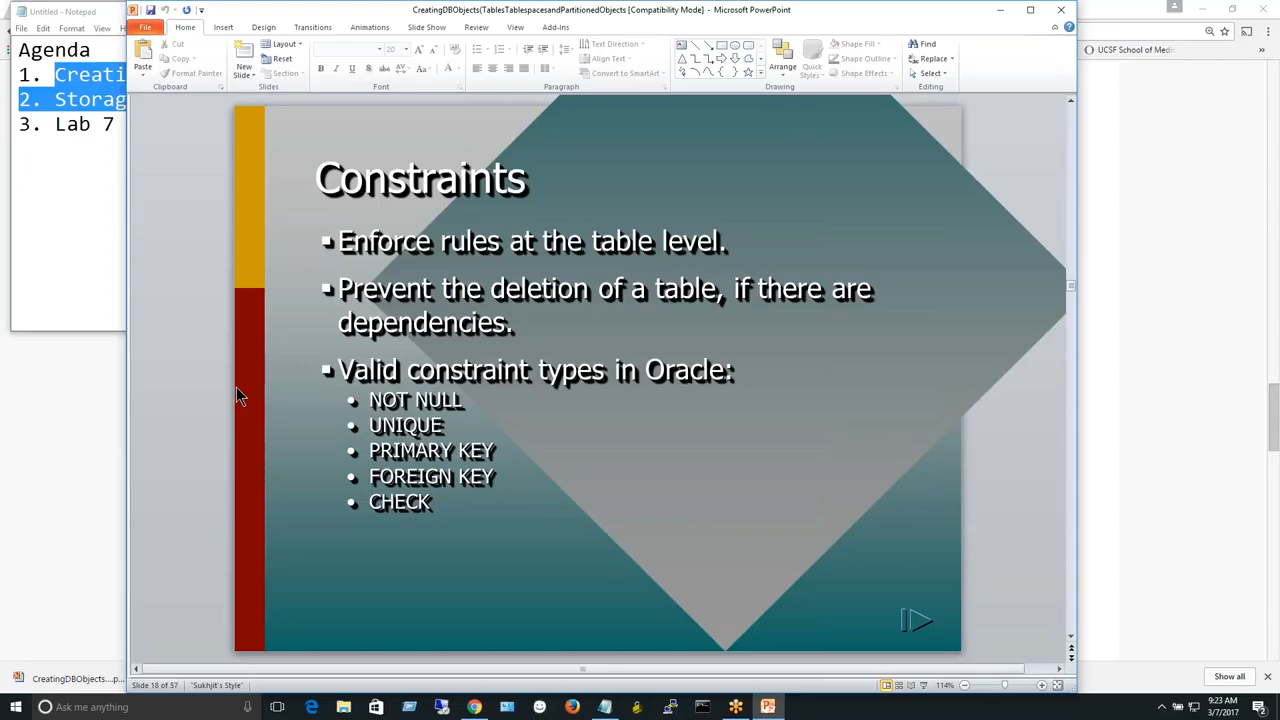 Untitled - Notepad
File Edit Format View
Agenda
1. Creati
2. Storag
3. Lab 7
CreatingDBObjects(TablesTablespacesandPartitionedObjects [Compatibility Mode] - Microsoft PowerPoint
File Home Insert Design Transitions Animations Slide Show Review View Add-Ins
Paste
Cut
Copy
Format Painter
Clipboard
New
Slide
Layout
Reset
Section
Slides
20
Font
Text Direction
Align Text
Convert to SmartArt
Paragraph
Arrange
Quick
Styles
Shape Fill
Shape Outline
Shape Effects
Drawing
Find
Replace
Select
Editing
UCSF School of Medi
Constraints
Enforce rules at the table level.
Prevent the deletion of a table, if there are
dependencies.
Valid constraint types in Oracle:
NOT NULL
UNIQUE
PRIMARY KEY
FOREIGN KEY
CHECK
Slide 18 of 57 "Sukhjit's Style" 114%
CreatingDBObjects....p...
Show all
Ask me anything
9:23 AM
3/7/2017